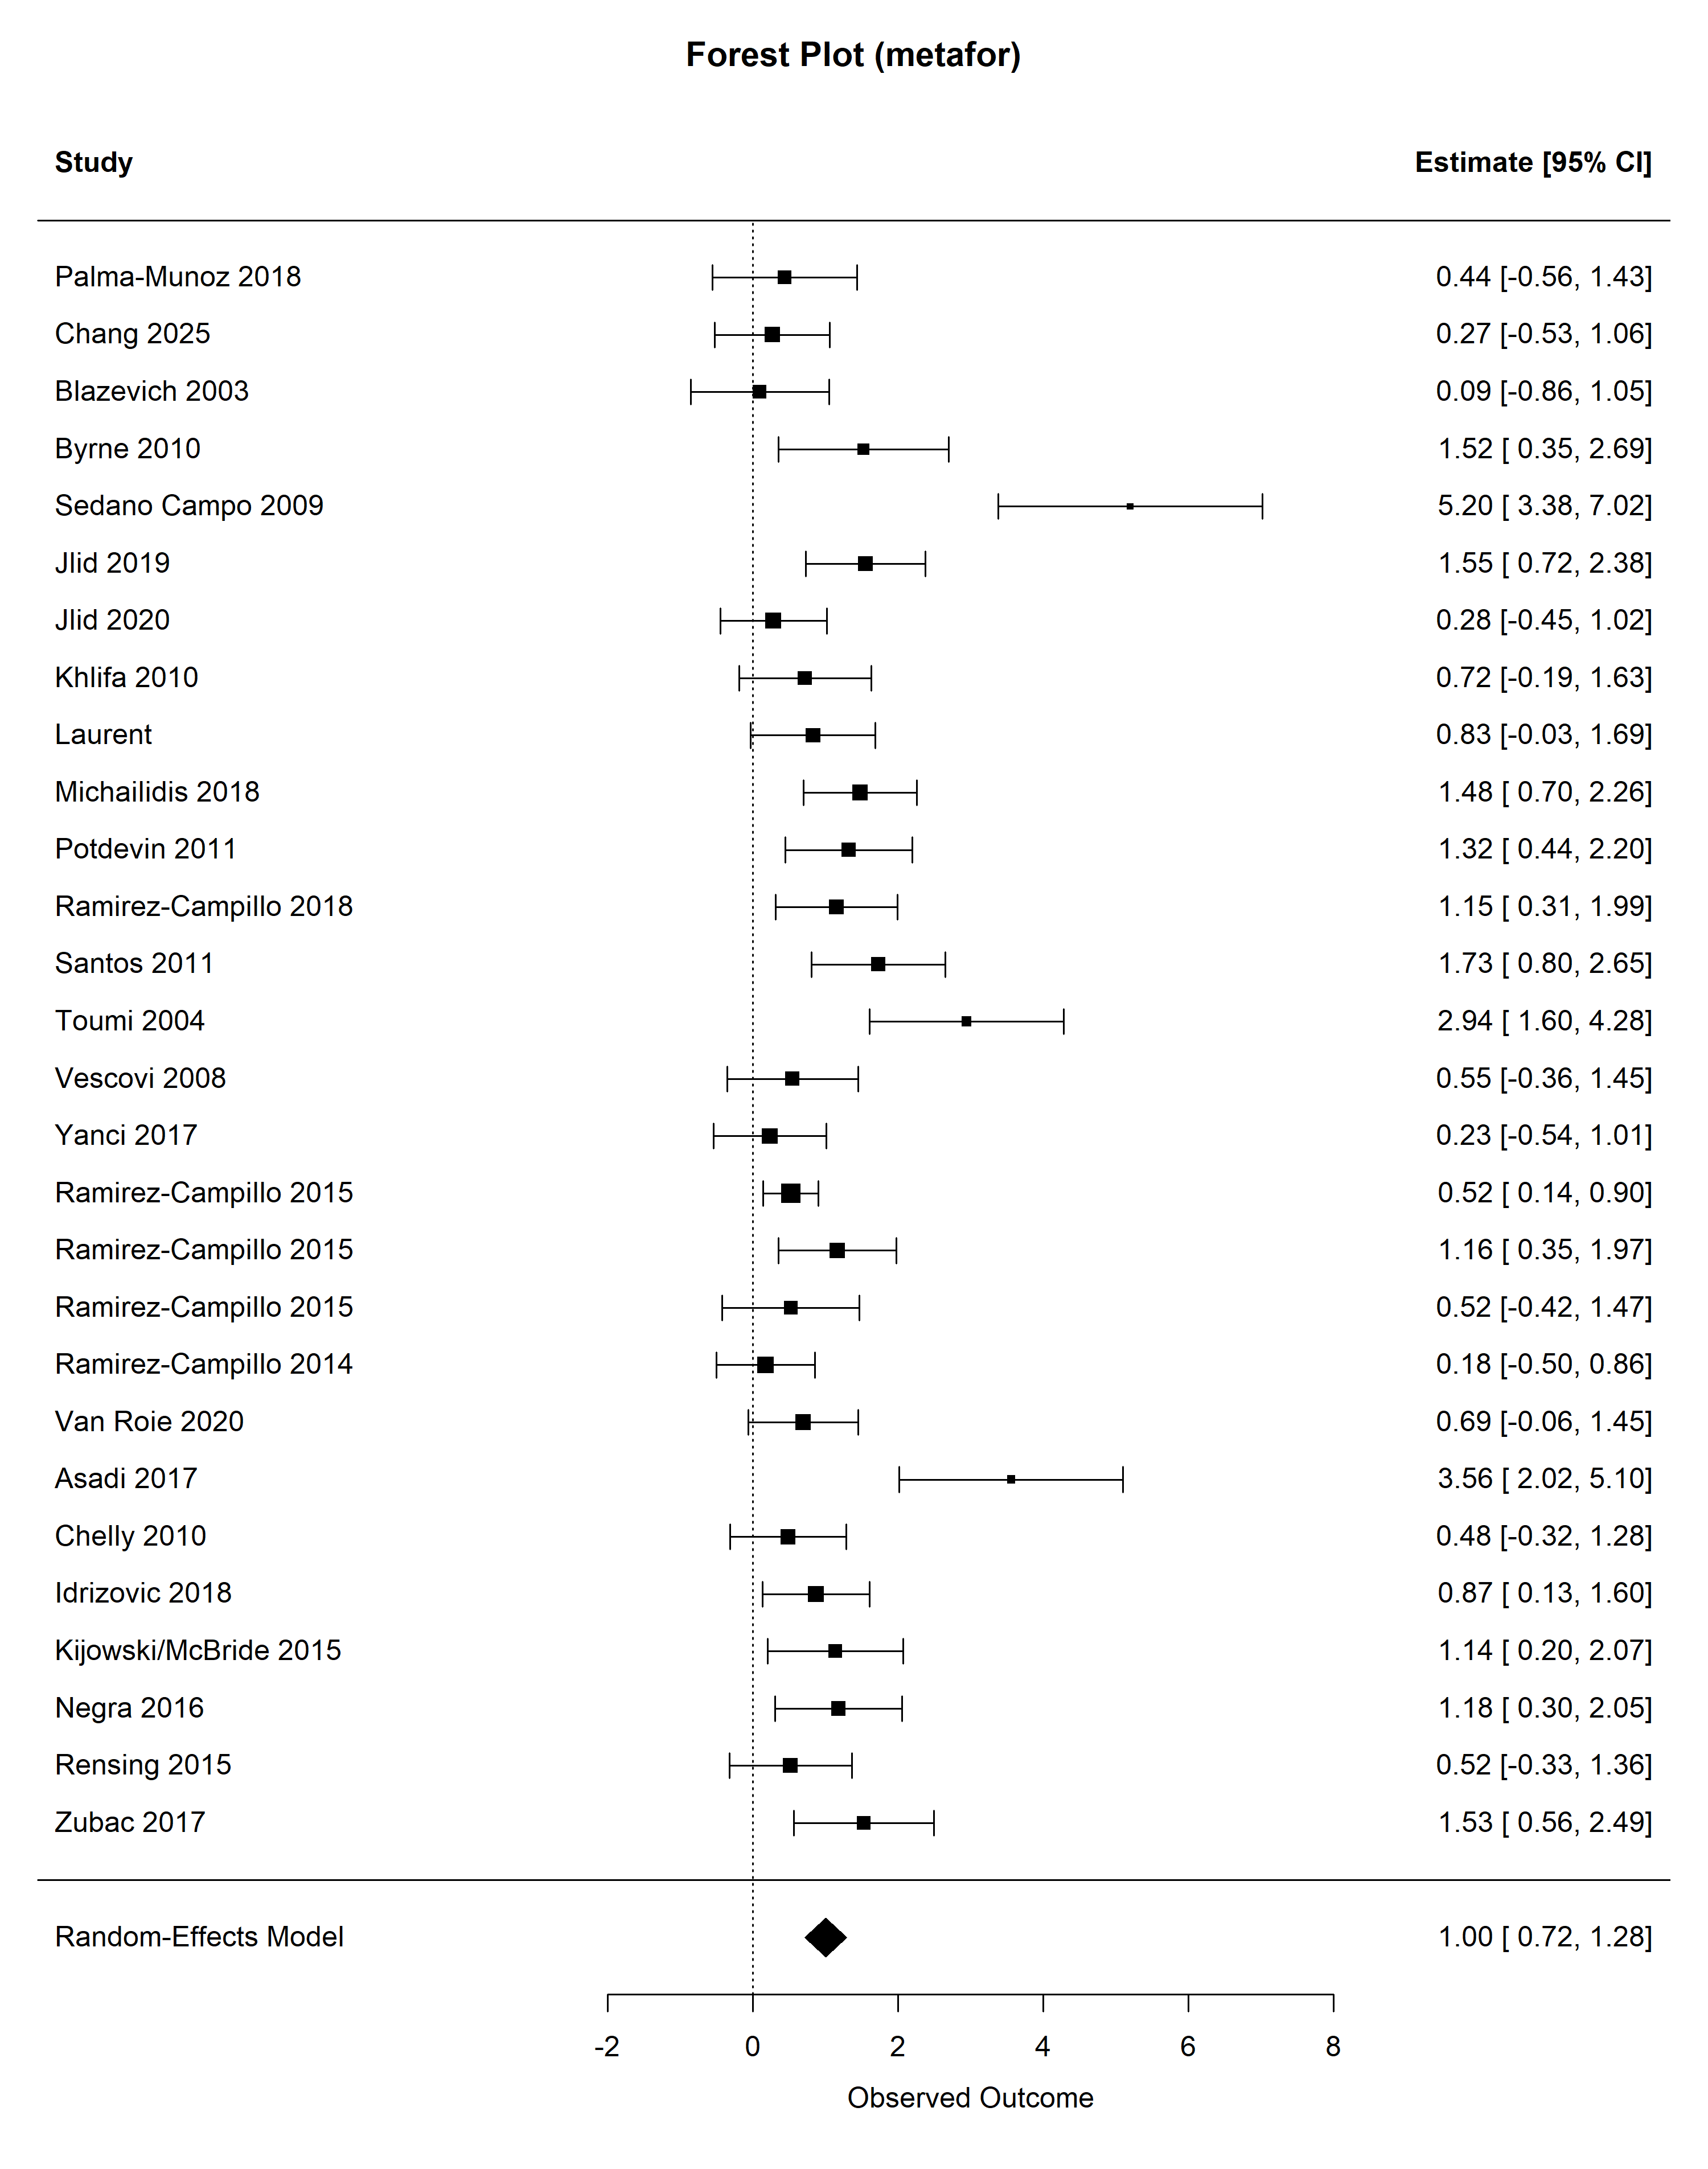 Forest Plot (metafor)
Study Estimate [95% CI]
Palma-Munoz 2018 0.44 [-0.56, 1.43]
Chang 2025 0.27 [-0.53, 1.06]
Blazevich 2003 0.09 [-0.86, 1.05]
Byrne 2010 1.52 [ 0.35, 2.69]
Sedano Campo 2009 5.20 [ 3.38, 7.02]
Jlid 2019 1.55 [ 0.72, 2.38]
Jlid 2020 0.28 [-0.45, 1.02]
Khlifa 2010 0.72 [-0.19, 1.63]
Laurent 0.83 [-0.03, 1.69]
Michailidis 2018 1.48 [ 0.70, 2.26]
Potdevin 2011 1.32 [ 0.44, 2.20]
Ramirez-Campillo 2018 1.15 [ 0.31, 1.99]
Santos 2011 1.73 [ 0.80, 2.65]
Toumi 2004 2.94 [ 1.60, 4.28]
Vescovi 2008 0.55 [-0.36, 1.45]
Yanci 2017 0.23 [-0.54, 1.01]
Ramirez-Campillo 2015 0.52 [ 0.14, 0.90]
Ramirez-Campillo 2015 1.16 [ 0.35, 1.97]
Ramirez-Campillo 2015 0.52 [-0.42, 1.47]
Ramirez-Campillo 2014 0.18 [-0.50, 0.86]
Van Roie 2020 0.69 [-0.06, 1.45]
Asadi 2017 3.56 [ 2.02, 5.10]
Chelly 2010 0.48 [-0.32, 1.28]
Idrizovic 2018 0.87 [ 0.13, 1.60]
Kijowski/McBride 2015 1.14 [ 0.20, 2.07]
Negra 2016 1.18 [ 0.30, 2.05]
Rensing 2015 0.52 [-0.33, 1.36]
Zubac 2017 1.53 [ 0.56, 2.49]
Random-Effects Model 1.00 [ 0.72, 1.28]
-2 0 2 4 6 8
Observed Outcome